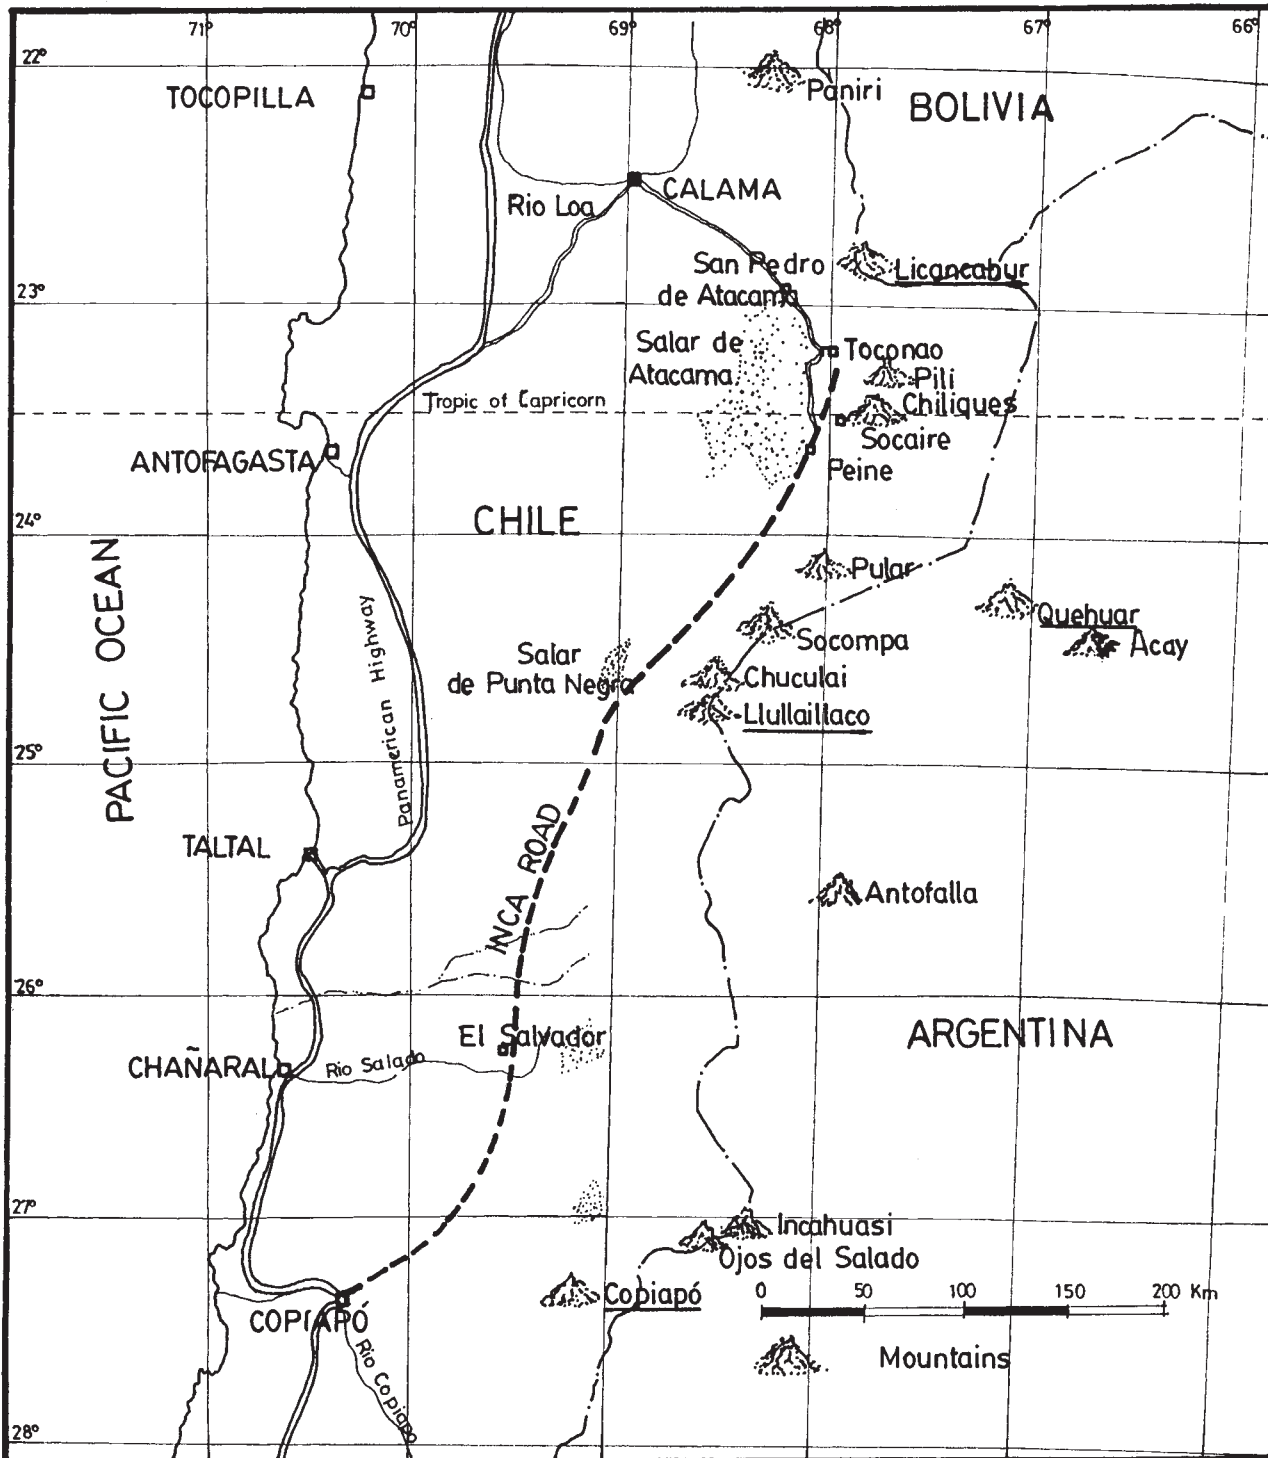 71° 70° 69° 68° 67° 66°
22°
TOCOPILLA
Paniri
BOLIVIA
CALAMA
Rio Loa
San Pedro
de Atacama
Licancabur
23°
Salar de
Atacama
Toconao
Pili
Tropic of Capricorn
Chiliques
Socaire
ANTOFAGASTA
Peine
CHILE
24°
Pular
PACIFIC OCEAN
Panamerican Highway
Quehuar
Acay
Socompa
Salar
de Punta Negra
Chuculai
Llullaillaco
25°
INCA ROAD
TALTAL
Antofalla
26°
El Salvador
ARGENTINA
CHAÑARAL
Rio Salado
27°
Incahuasi
Ojos del Salado
Copiapó
0 50 100 150 200 Km
COPIAPÓ
Rio Copiapo
Mountains
28°